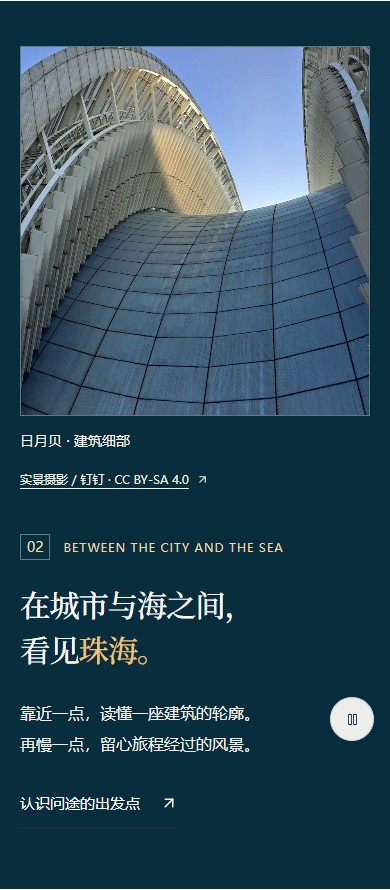 日月贝 · 建筑细部
实景摄影 / 钉钉 · CC BY-SA 4.0 ↗
02 BETWEEN THE CITY AND THE SEA
在城市与海之间，
看见珠海。
靠近一点，读懂一座建筑的轮廓。
再慢一点，留心旅程经过的风景。
认识问途的出发点 ↗